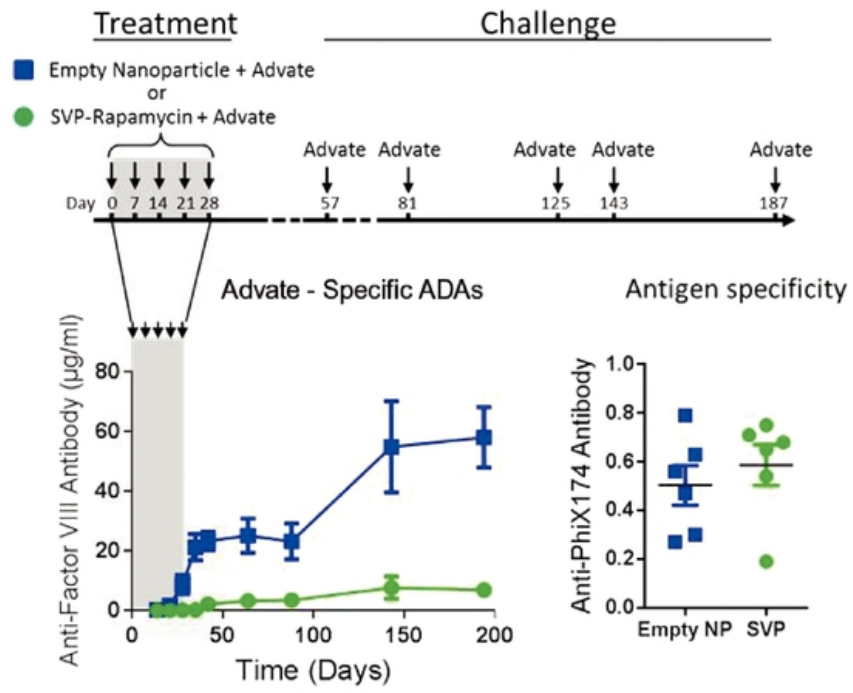 Treatment
Challenge
Empty Nanoparticle + Advate
or
SVP-Rapamycin + Advate
Advate Advate Advate Advate Advate
Day 0 7 14 21 28 57 81 125 143 187
Advate - Specific ADAs
Antigen specificity
Anti-Factor VIII Antibody (µg/ml)
80
60
40
20
0
0 50 100 150 200
Time (Days)
Anti-PhiX174 Antibody
1.0
0.8
0.6
0.4
0.2
0.0
Empty NP SVP